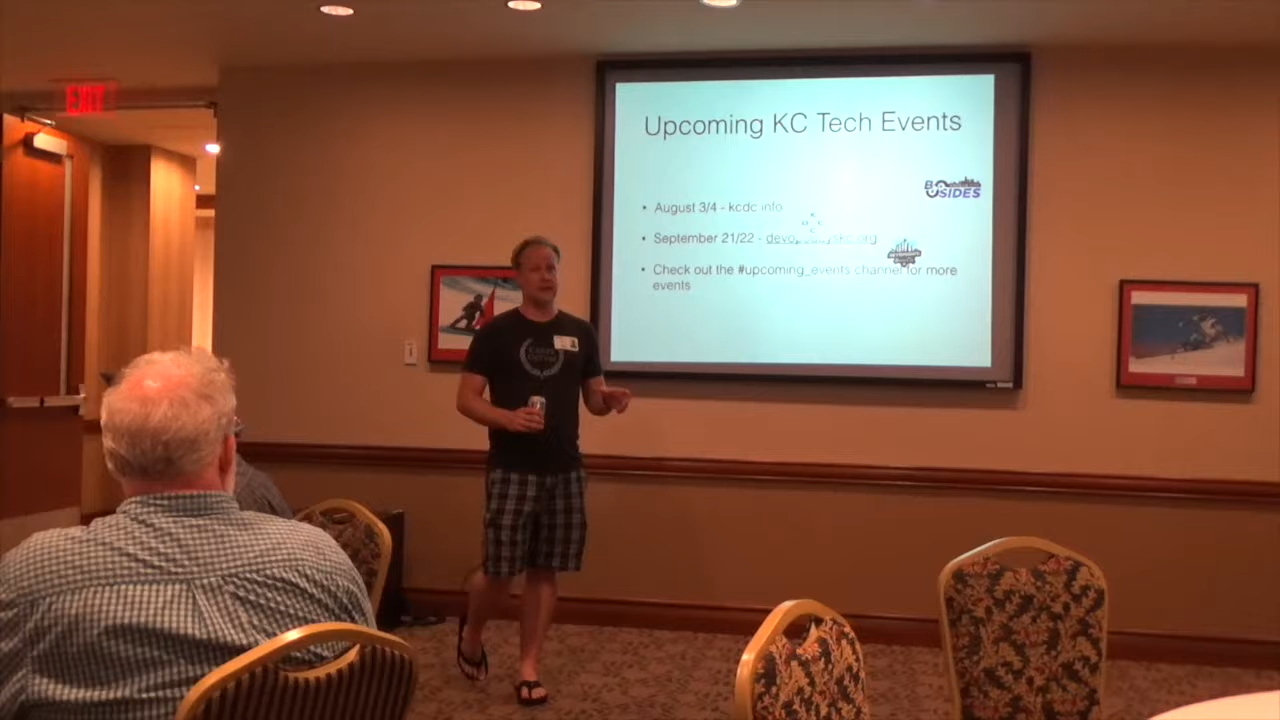 EXIT
Upcoming KC Tech Events
B SIDES
• August 3/4 - kcdc info
• September 21/22 -
• Check out the #upcoming_events channel for more
events